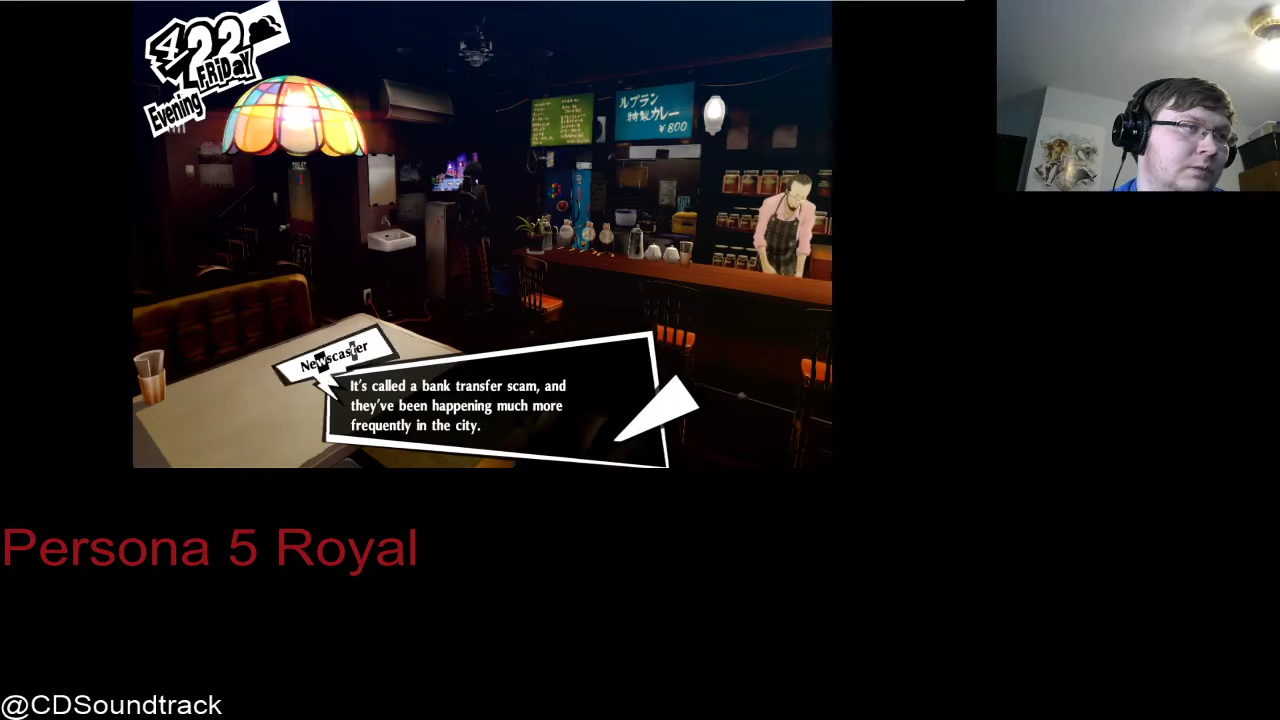 4/22
FRiDaY
Evening
TOILET
ルブラン
特製カレー
¥800
Newscaster
It's called a bank transfer scam, and
they've been happening much more
frequently in the city.
Persona 5 Royal
@CDSoundtrack